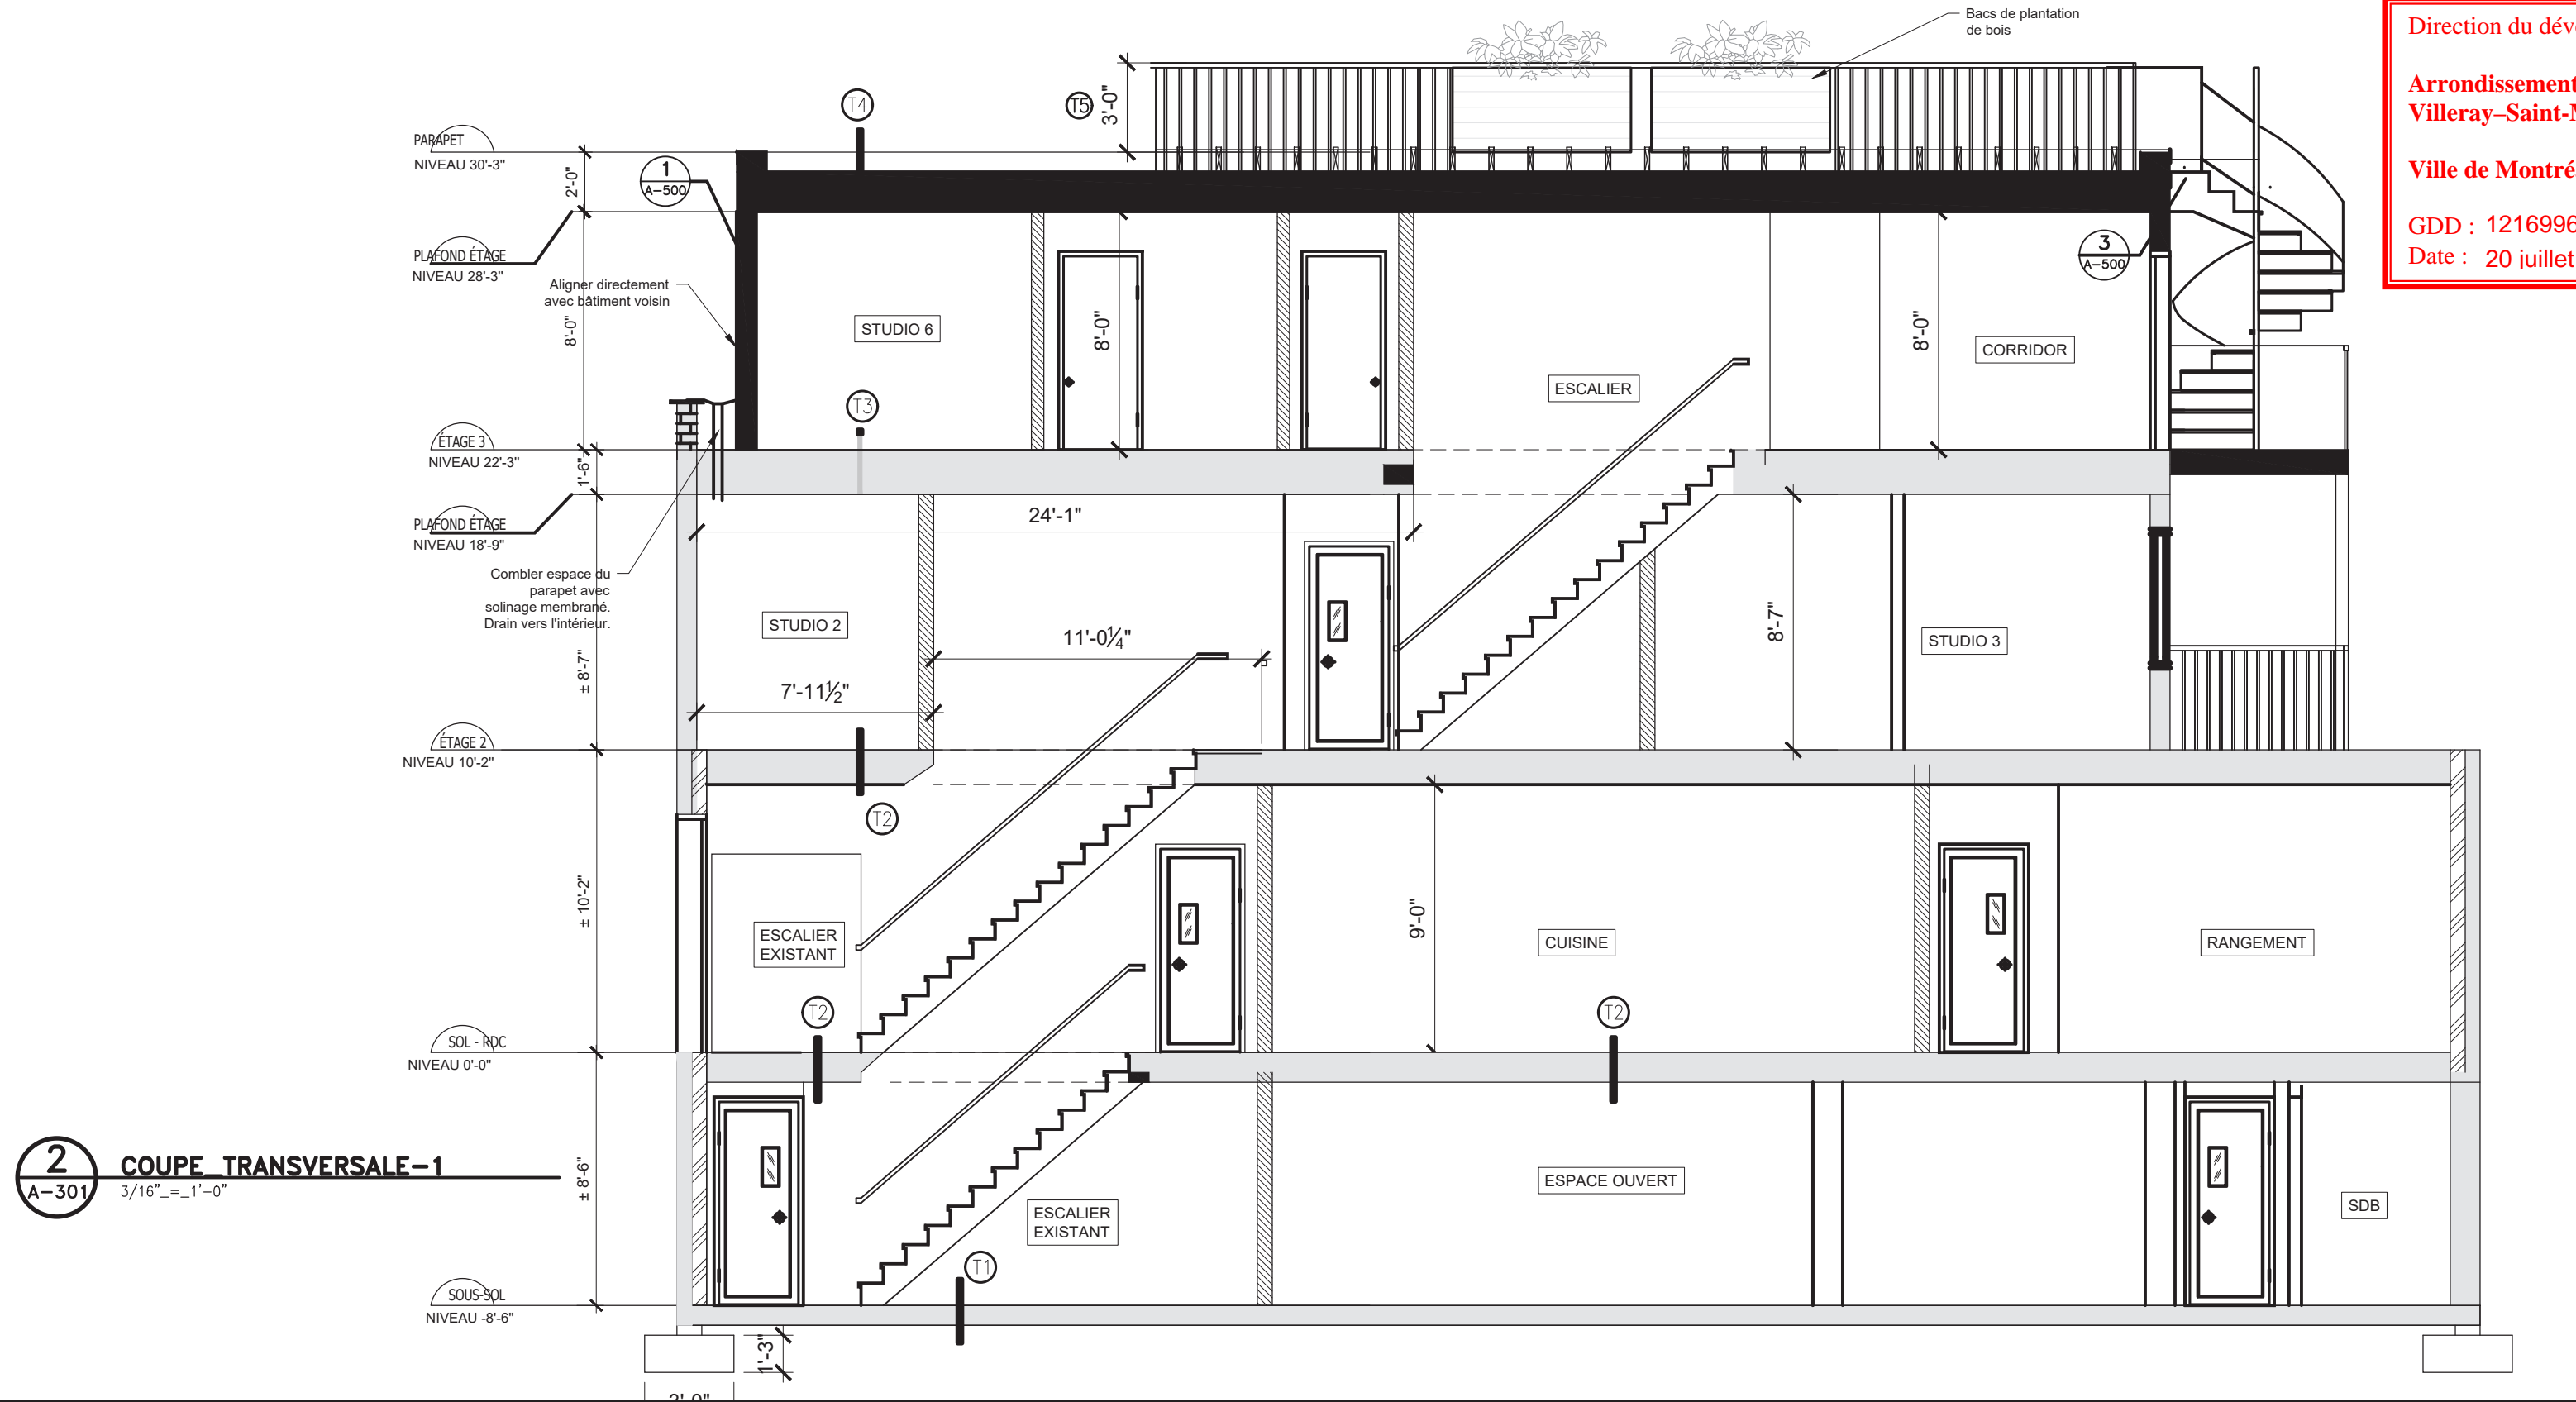 Bacs de plantation
de bois
Direction du
Arrondissement
Ville de
GDD : 1216996
Date : 20 juillet
T4
T5
3'-0"
PARAPET
NIVEAU 30'-3"
2'-0"
1
A-500
PLAFOND ÉTAGE
NIVEAU 28'-3"
3
A-500
Aligner directement
avec bâtiment voisin
8'-0"
STUDIO 6
8'-0"
8'-0"
CORRIDOR
ESCALIER
T3
ÉTAGE 3
NIVEAU 22'-3"
1'-6"
PLAFOND ÉTAGE
NIVEAU 18'-9"
24'-1"
Combler espace du
parapet avec
solinage membrané.
Drain vers l'intérieur.
STUDIO 2
11'-0¼"
8'-7"
STUDIO 3
± 8'-7"
7'-11½"
ÉTAGE 2
NIVEAU 10'-2"
T2
± 10'-2"
ESCALIER
EXISTANT
9'-0"
CUISINE
RANGEMENT
T2
T2
SOL - RDC
NIVEAU 0'-0"
2
A-301
COUPE_TRANSVERSALE-1
3/16"_=_1'-0"
± 8'-6"
ESPACE OUVERT
SDB
ESCALIER
EXISTANT
T1
SOUS-SOL
NIVEAU -8'-6"
1'-3"